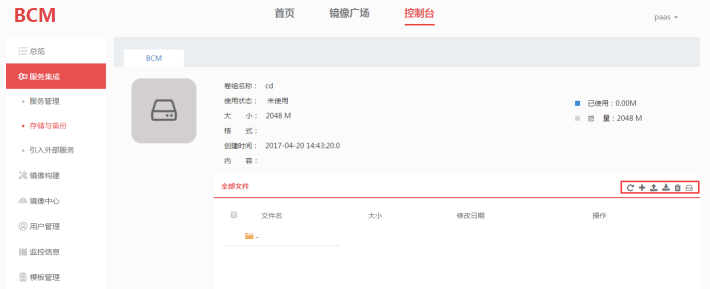 BCM
首页 镜像广场 控制台
paas
总览
服务集成
服务管理
存储与备份
引入外部服务
镜像构建
镜像中心
用户管理
监控信息
模板管理
BCM
卷组名称： cd
使用状态： 未使用
大 小： 2048 M
格 式：
创建时间： 2017-04-20 14:43:20.0
内 容：
已使用：0.00M
总 量：2048 M
全部文件
文件名 大小 修改日期 操作
..